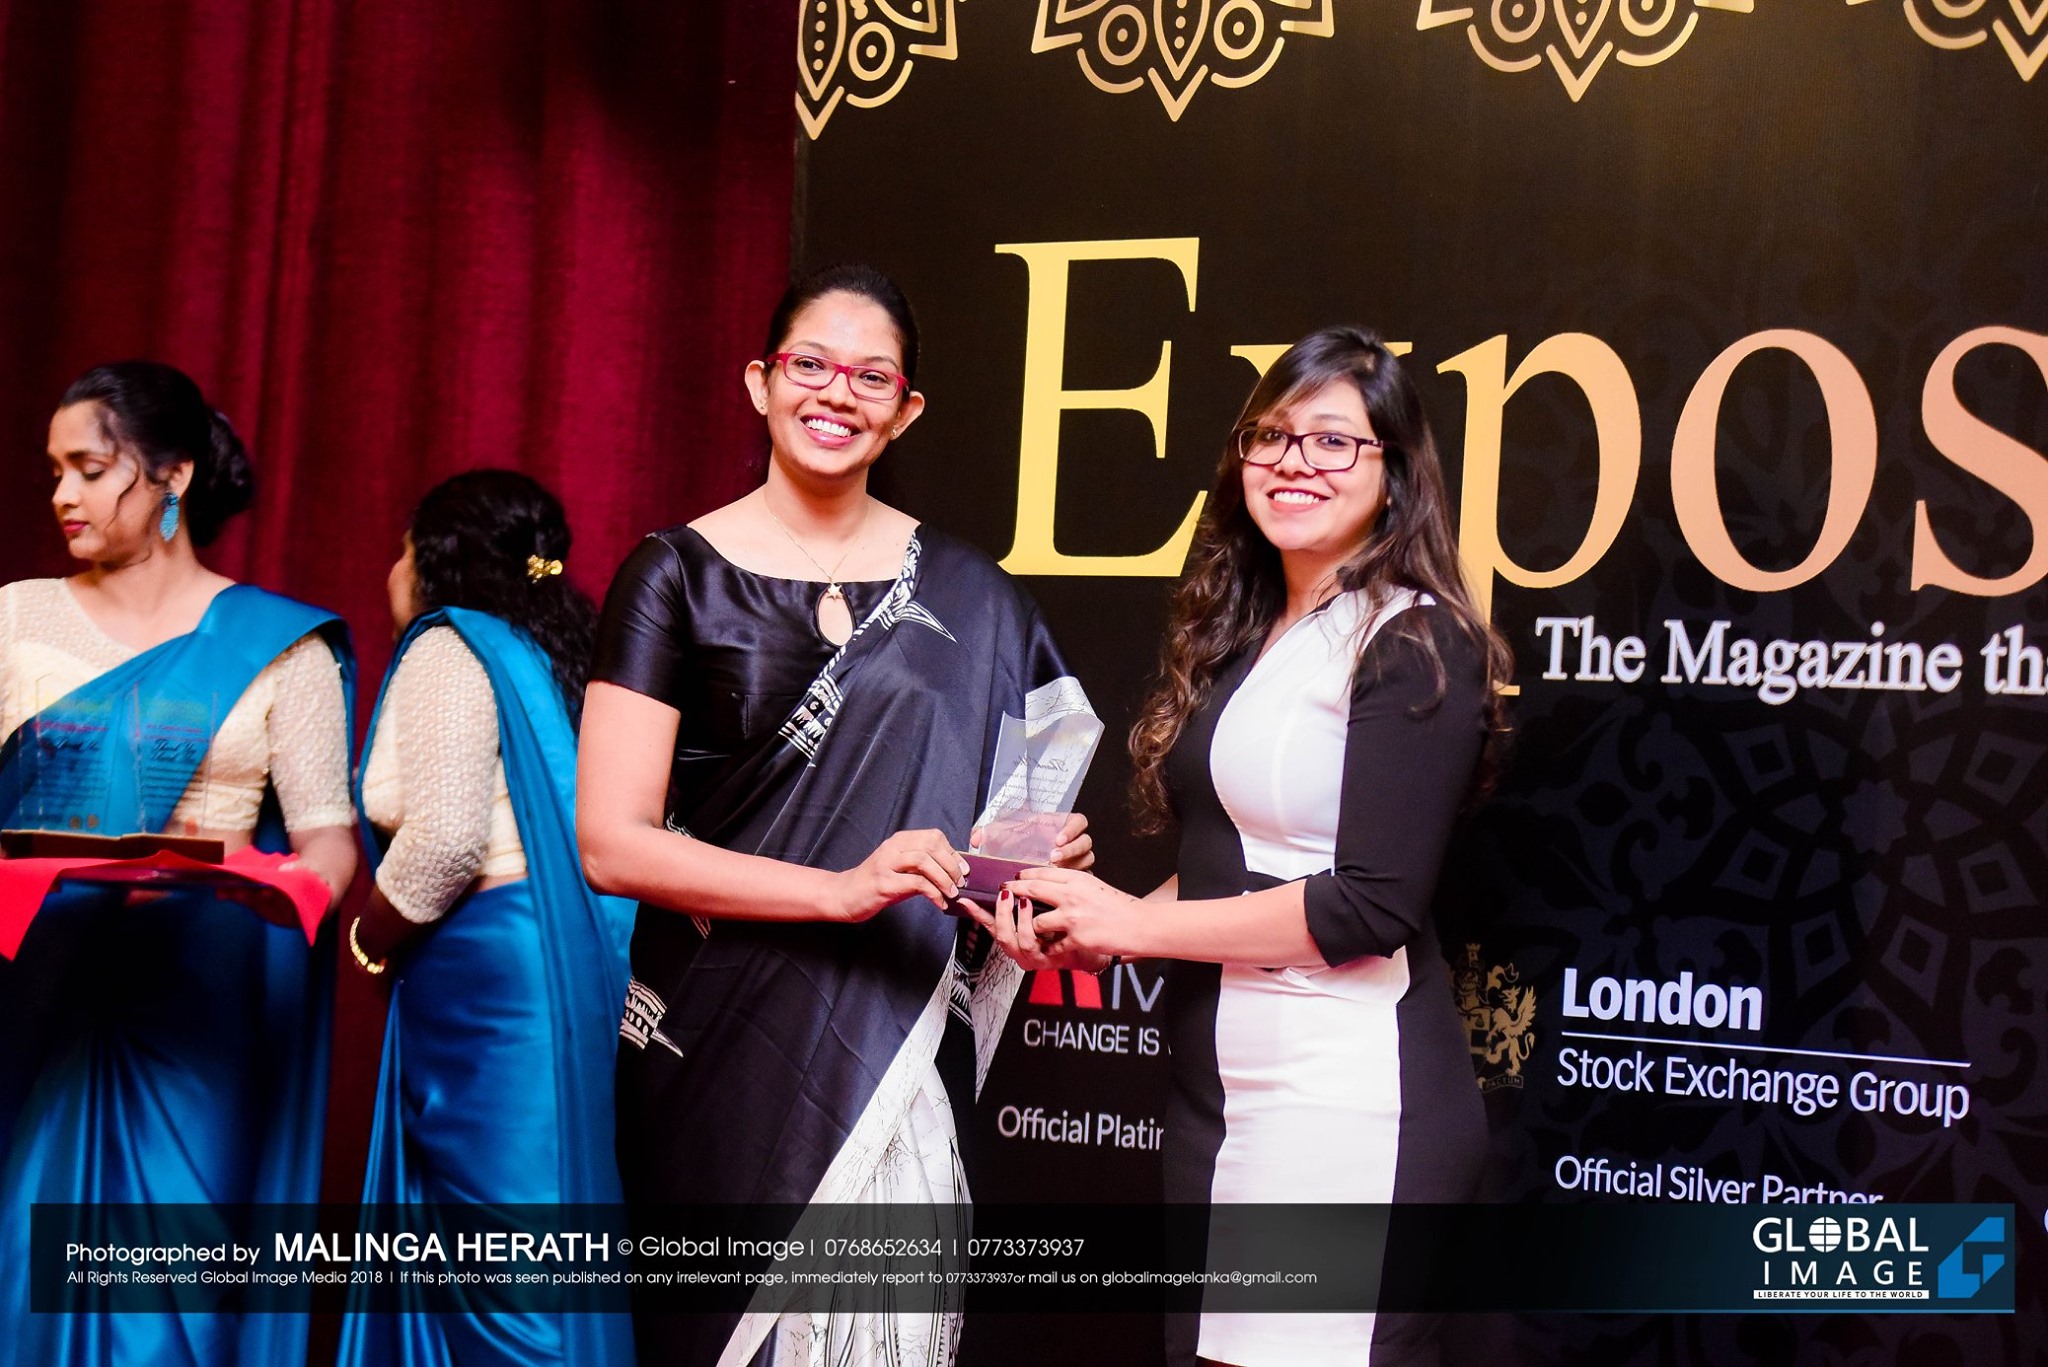 Expos
The Magazine tha
CHANGE IS
Official Platin
London
Stock Exchange Group
Official Silver Partner
Thank You
Photographed by MALINGA HERATH © Global Image | 0768652634 | 0773373937
All Rights Reserved Global Image Media 2018 | If this photo was seen published on any irrelevant page, immediately report to 0773373937or mail us on globalimagelanka@gmail.com
GLOBAL
IMAGE
LIBERATE YOUR LIFE TO THE WORLD